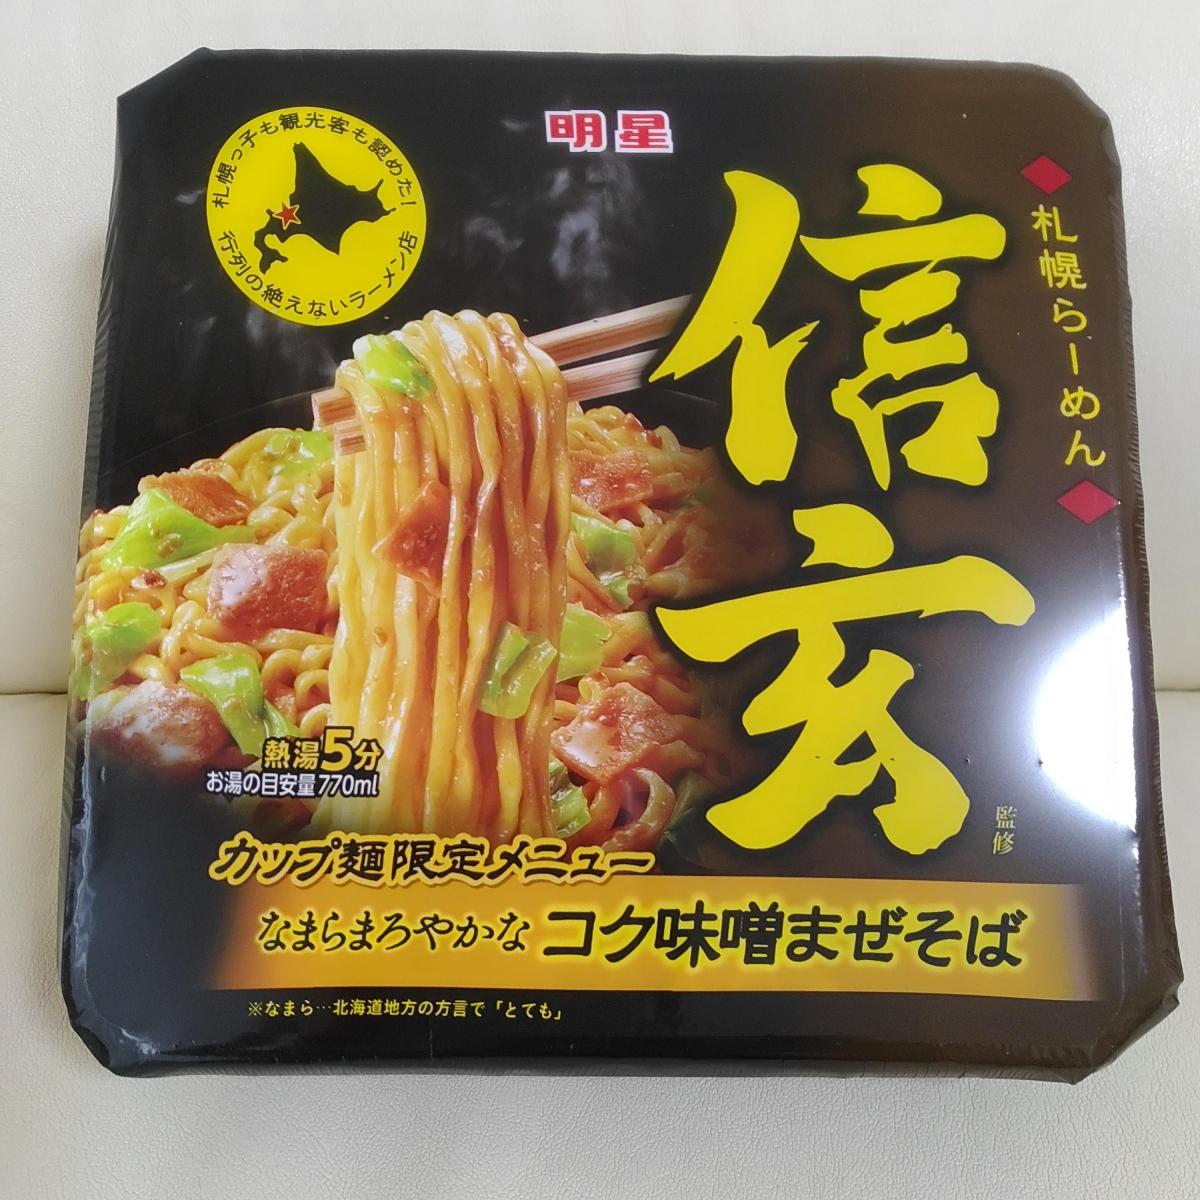 明星
札幌っ子も観光客も認めた!
行列の絶えないラーメン店
札幌らーめん
信玄
監修
熱湯5分
お湯の目安量770ml
カップ麺限定メニュー
なまらまろやかな コク味噌まぜそば
※なまら…北海道地方の方言で「とても」